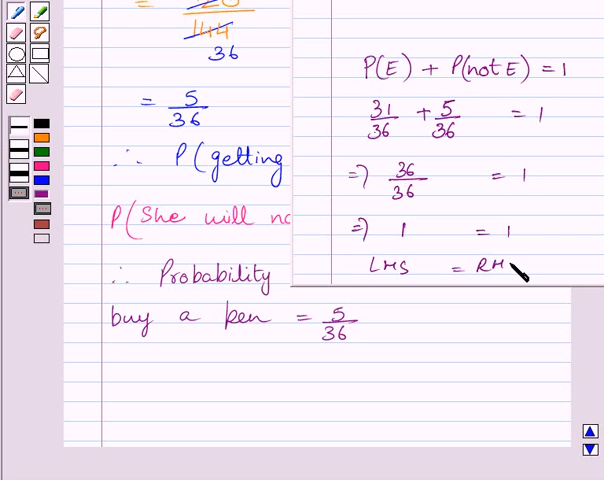 = 20
144
36
= 5
36
∴ P(getting
P(She will no
∴ Probability
buy a pen = 5
36
P(E) + P(not E) = 1
31/36 + 5/36 = 1
=) 36/36 = 1
=) 1 = 1
LHS = RH